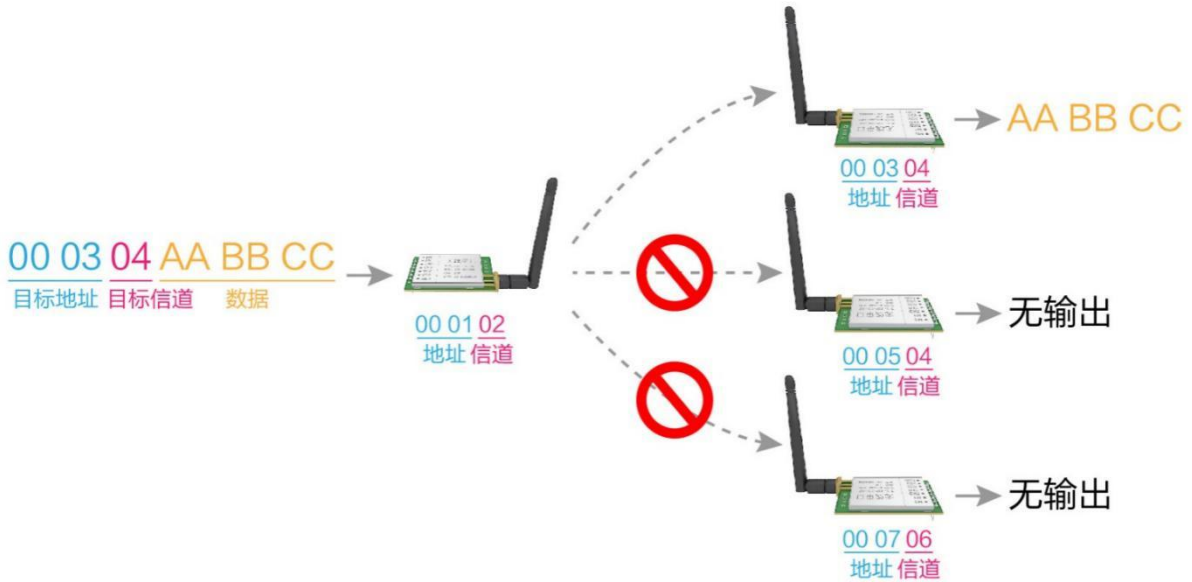 00 03 04 AA BB CC
目标地址 目标信道 数据
00 01 02
地址 信道
AA BB CC
00 03 04
地址 信道
无输出
00 05 04
地址 信道
无输出
00 07 06
地址 信道